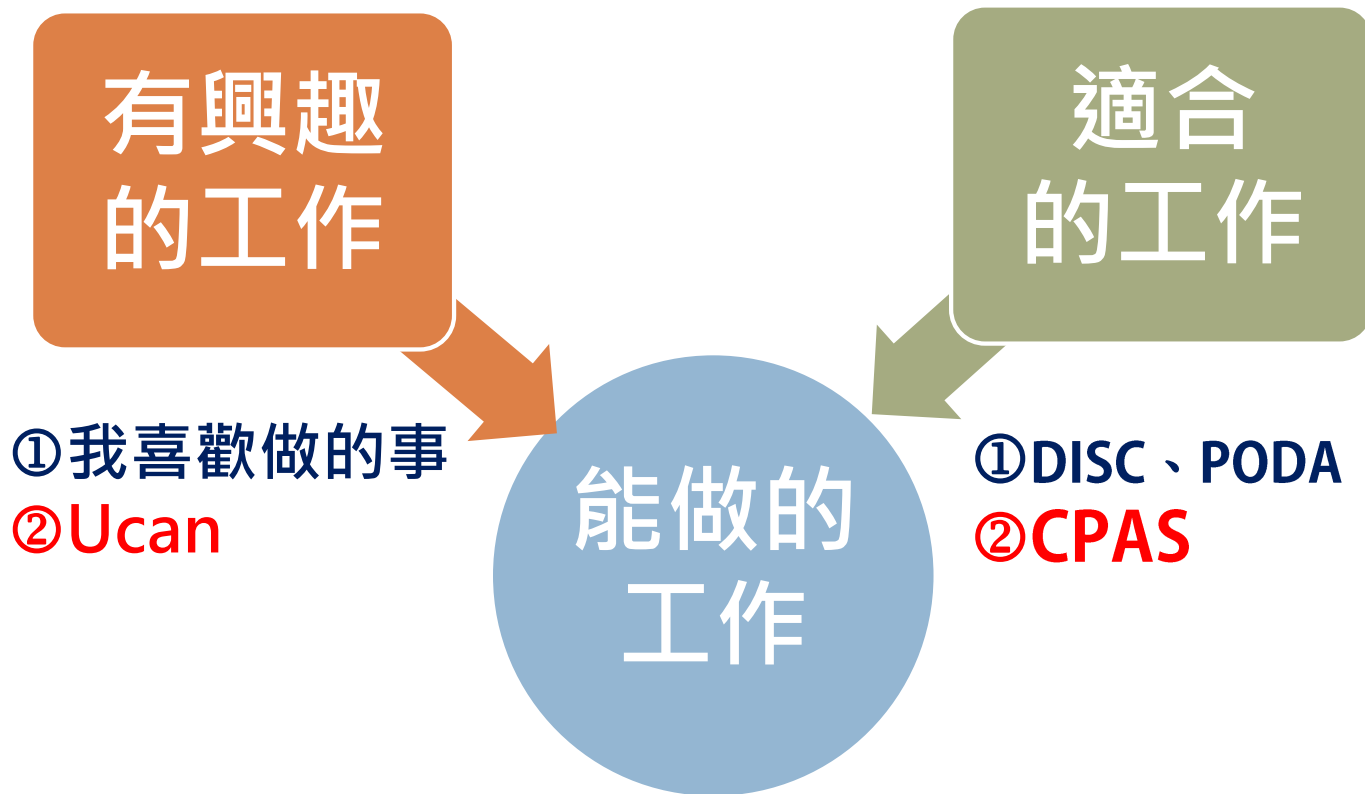 有興趣
的工作
適合
的工作
①我喜歡做的事
②Ucan
能做的
工作
①DISC、PODA
②CPAS